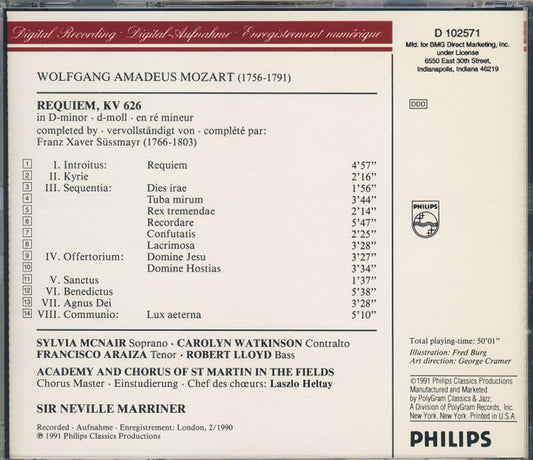 Digital Recording · Digital-Aufnahme · Enregistrement numérique
WOLFGANG AMADEUS MOZART (1756-1791)
REQUIEM, KV 626
in D-minor · d-moll · en ré mineur
completed by · vervollständigt von · complété par:
Franz Xaver Süssmayr (1766-1803)
1 I. Introitus: Requiem 4'57"
2 II. Kyrie 2'16"
3 III. Sequentia: Dies irae 1'56"
4 Tuba mirum 3'44"
5 Rex tremendae 2'14"
6 Recordare 5'47"
7 Confutatis 2'25"
8 Lacrimosa 3'28"
9 IV. Offertorium: Domine Jesu 3'27"
10 Domine Hostias 3'34"
11 V. Sanctus 1'37"
12 VI. Benedictus 5'38"
13 VII. Agnus Dei 3'28"
14 VIII. Communio: Lux aeterna 5'10"
SYLVIA MCNAIR Soprano · CAROLYN WATKINSON Contralto
FRANCISCO ARAIZA Tenor · ROBERT LLOYD Bass
ACADEMY AND CHORUS OF ST MARTIN IN THE FIELDS
Chorus Master · Einstudierung · Chef des chœurs: Laszlo Heltay
SIR NEVILLE MARRINER
Recorded · Aufnahme · Enregistrement: London, 2/1990
℗ 1991 Philips Classics Productions
D 102571
Mfd. for BMG Direct Marketing, Inc.
under License
6550 East 30th Street,
Indianapolis, Indiana 46219
DDD
PHILIPS
Total playing-time: 50'01"
Illustration: Fred Burg
Art direction: George Cramer
©1991 Philips Classics Productions
Manufactured and Marketed
by PolyGram Classics & Jazz,
A Division of PolyGram Records, Inc.
New York, New York. Printed in U.S.A.
PHILIPS